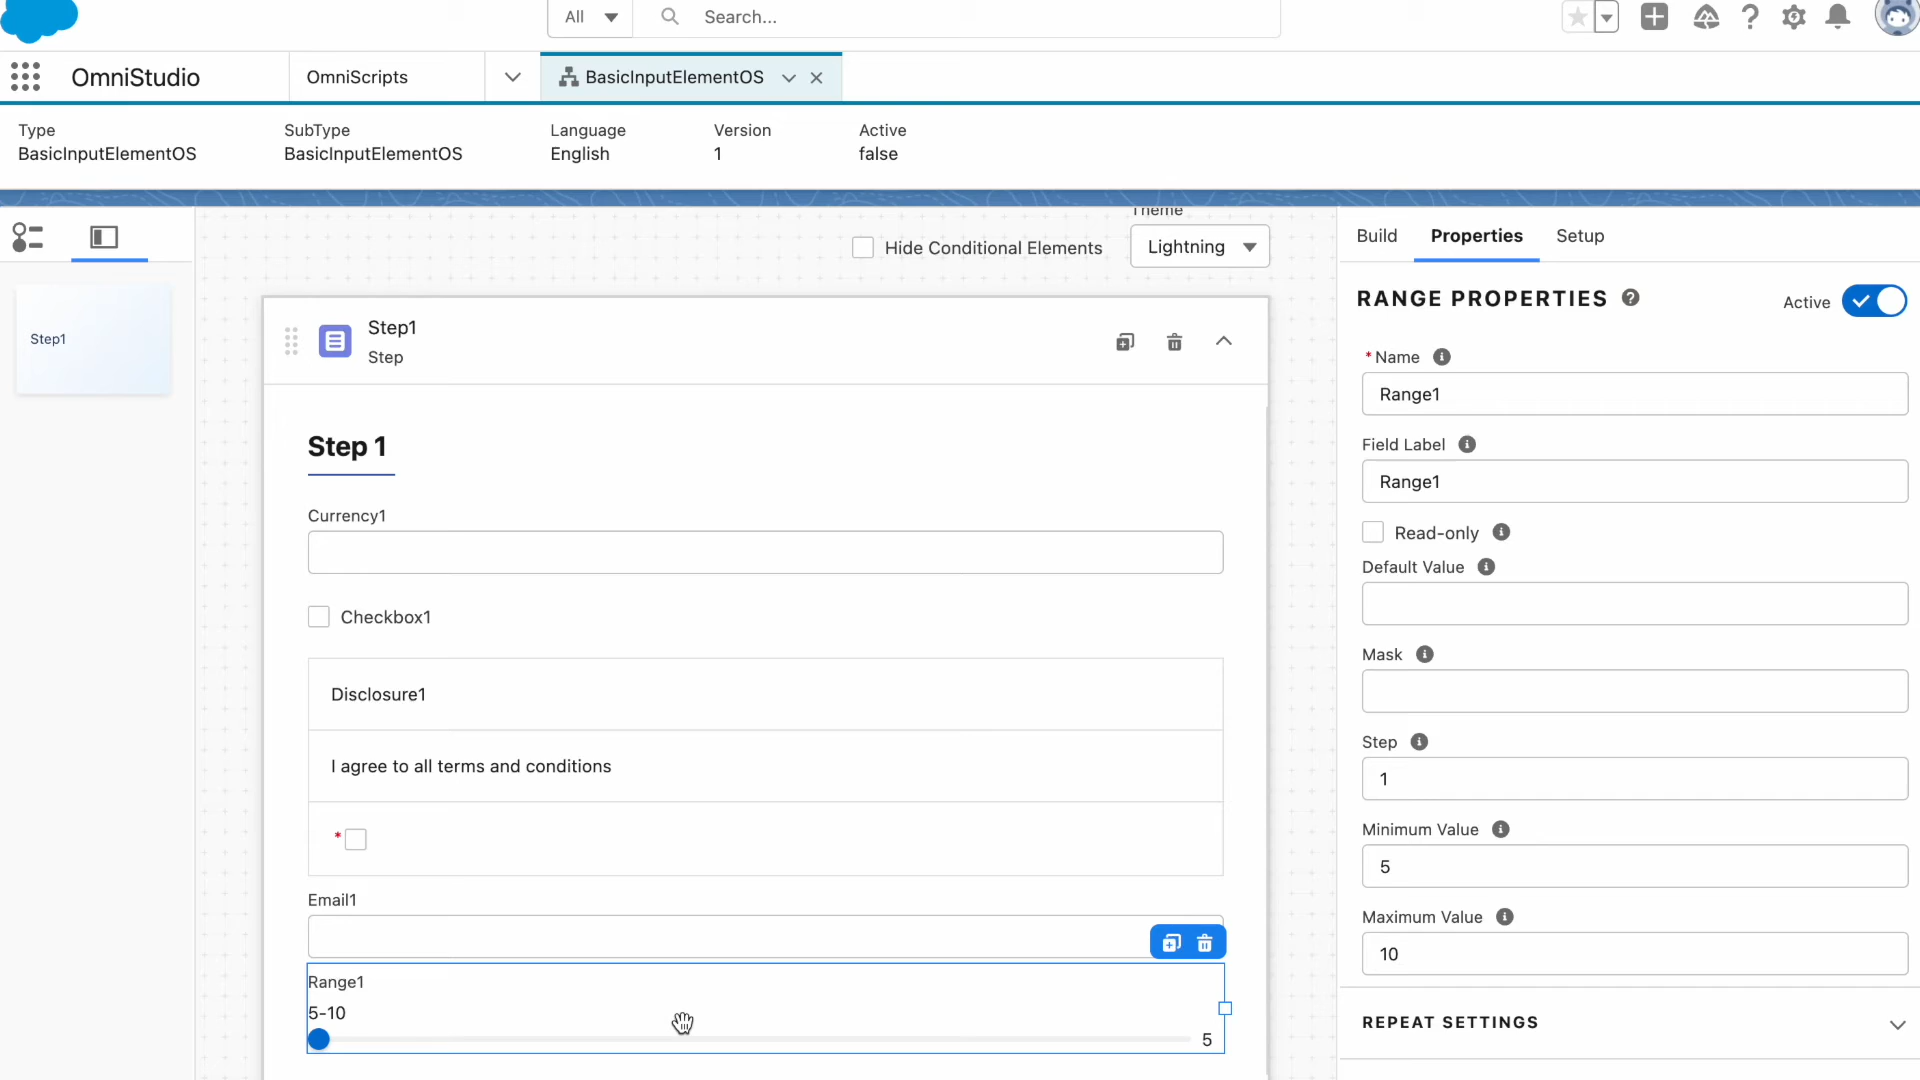 All
Search...
OmniStudio
OmniScripts
BasicInputElementOS
Type
SubType
Language
Version
Active
BasicInputElementOS
BasicInputElementOS
English
1
false
Theme
Hide Conditional Elements
Lightning
Build
Properties
Setup
Step1
Step1
Step
Step 1
Currency1
Checkbox1
Disclosure1
I agree to all terms and conditions
*
Email1
Range1
5-10
5
RANGE PROPERTIES
Active
* Name
Range1
Field Label
Range1
Read-only
Default Value
Mask
Step
1
Minimum Value
5
Maximum Value
10
REPEAT SETTINGS